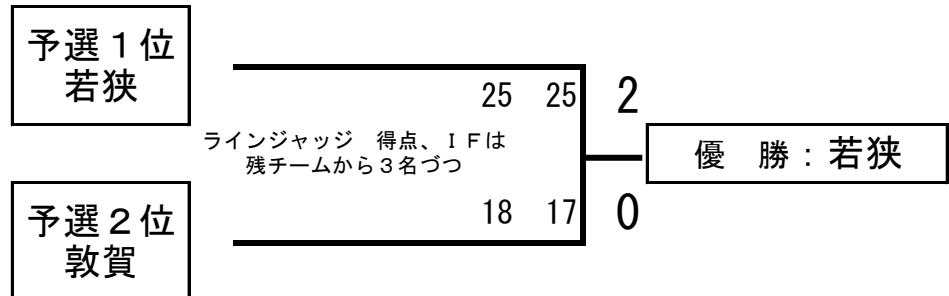 予選１位
若狭
25 25 2
ラインジャッジ　得点、ＩＦは
残チームから３名づつ
優　勝：若狭
18 17 0
予選２位
敦賀